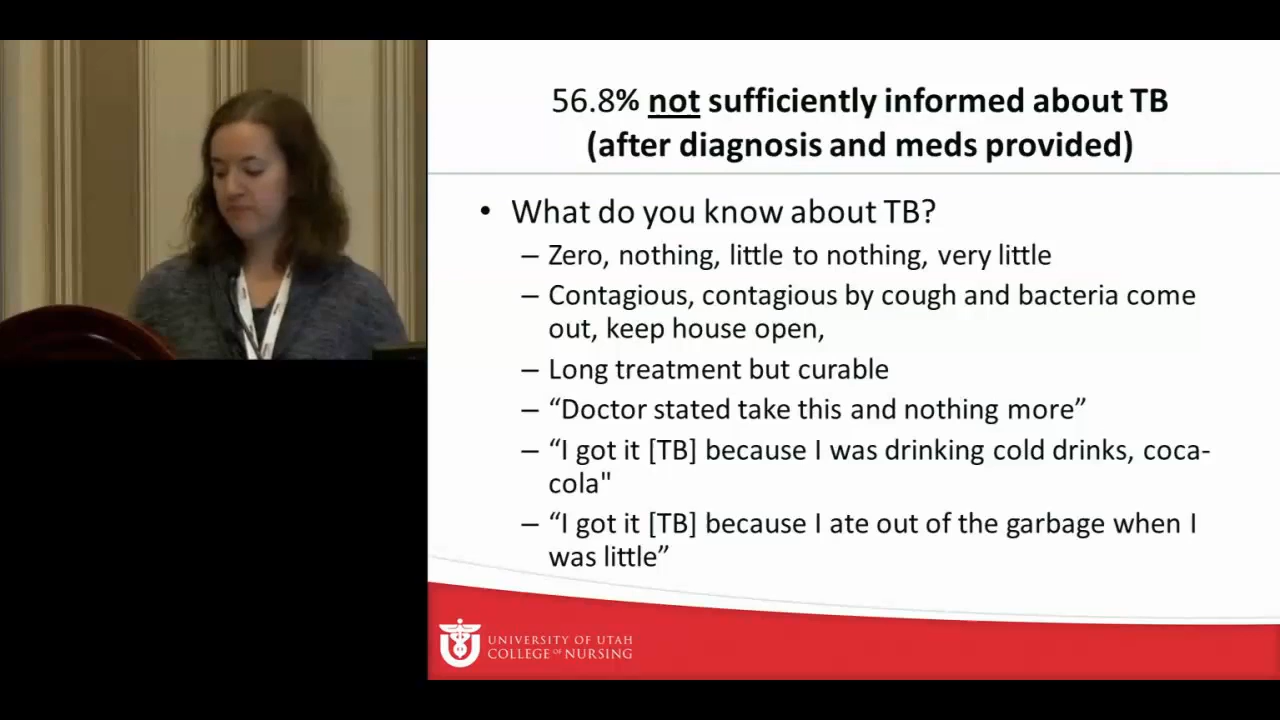 56.8% not sufficiently informed about TB
(after diagnosis and meds provided)
• What do you know about TB?
– Zero, nothing, little to nothing, very little
– Contagious, contagious by cough and bacteria come
out, keep house open,
– Long treatment but curable
– “Doctor stated take this and nothing more”
– “I got it [TB] because I was drinking cold drinks, coca-
cola"
– “I got it [TB] because I ate out of the garbage when I
was little”
UNIVERSITY OF UTAH
COLLEGE OF NURSING